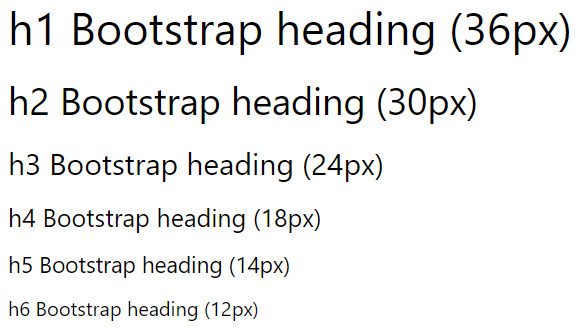 h1 Bootstrap heading (36px)
h2 Bootstrap heading (30px)
h3 Bootstrap heading (24px)
h4 Bootstrap heading (18px)
h5 Bootstrap heading (14px)
h6 Bootstrap heading (12px)